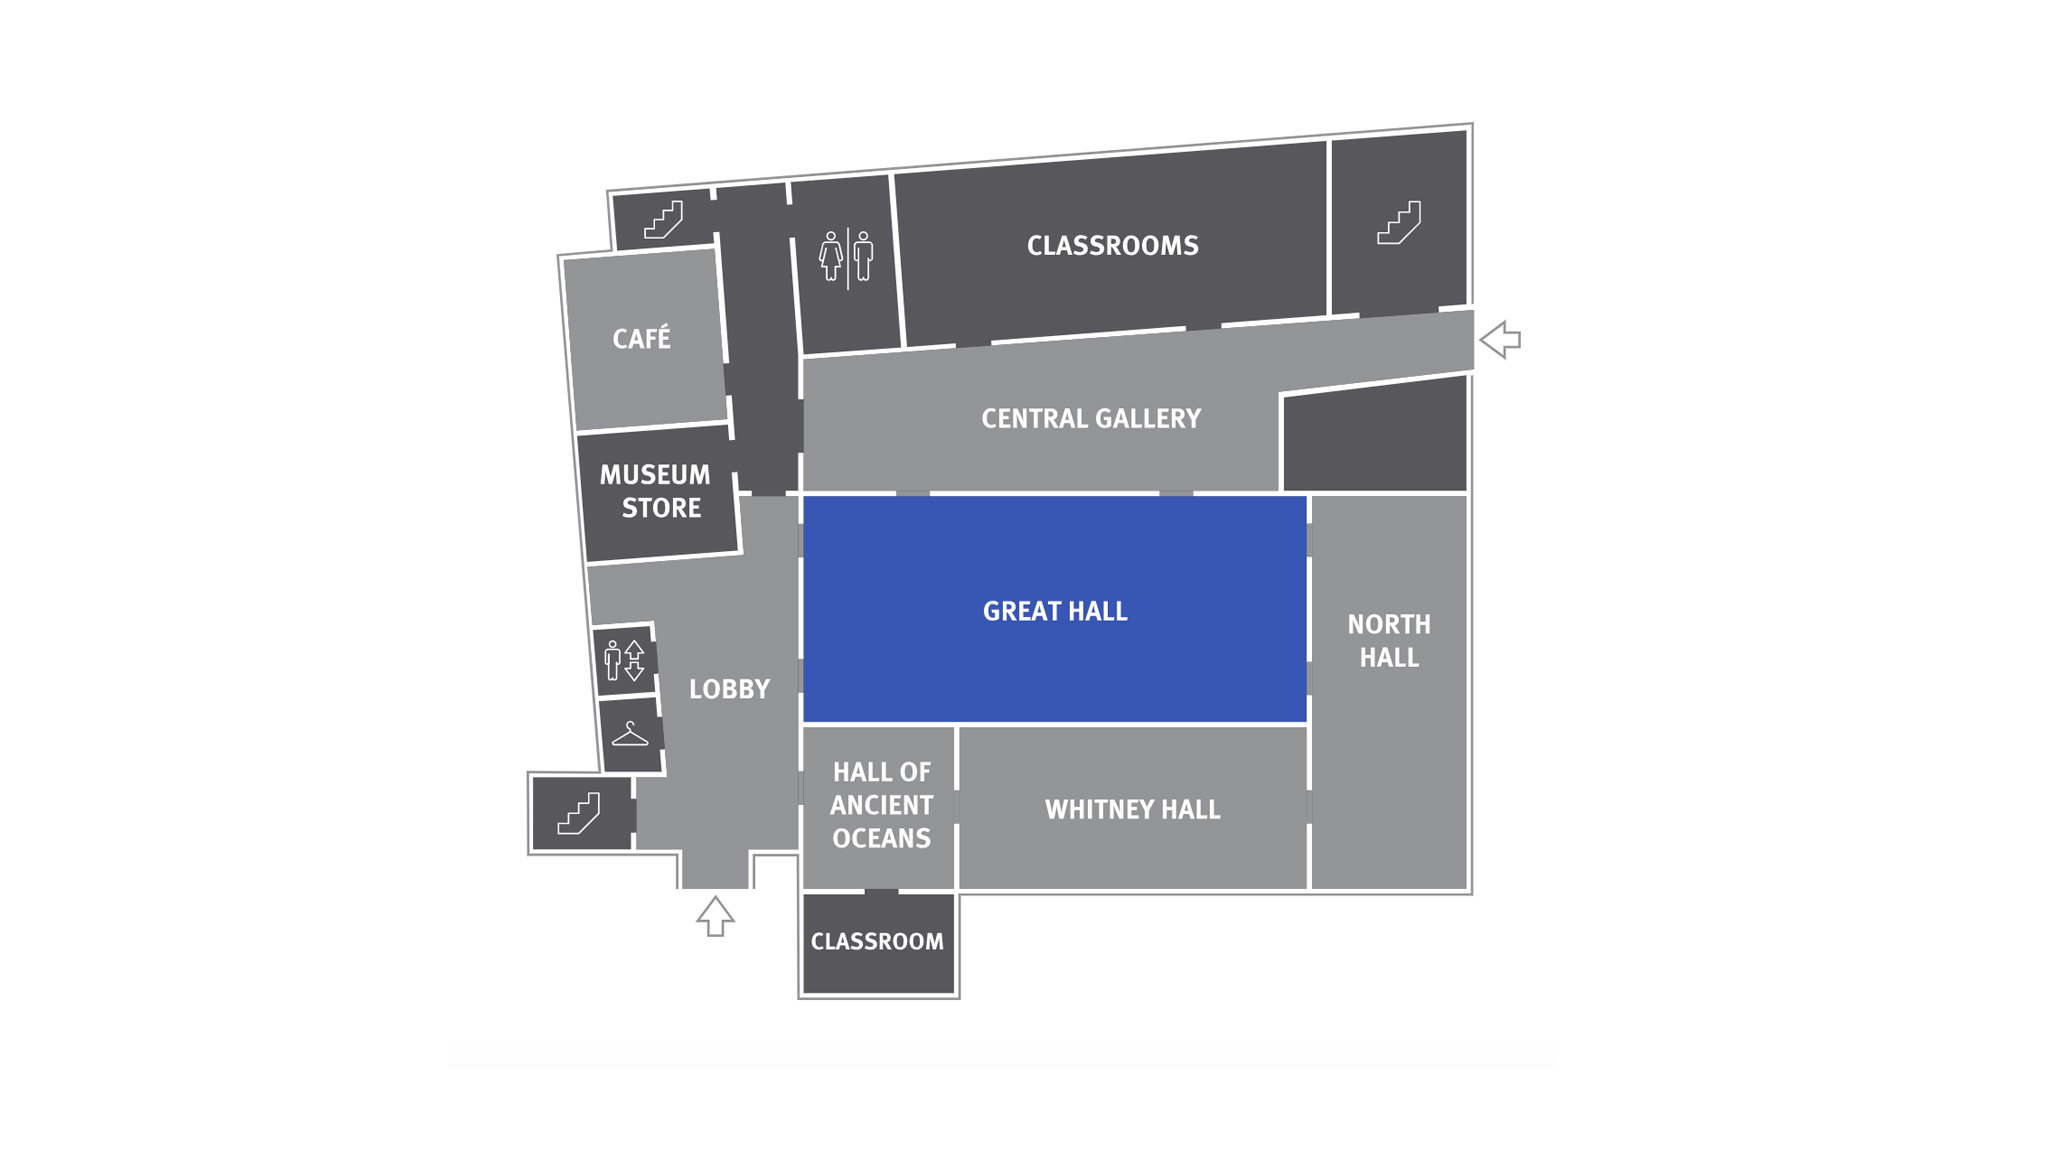 CLASSROOMS
CAFÉ
CENTRAL GALLERY
MUSEUM
STORE
GREAT HALL
NORTH
HALL
LOBBY
HALL OF
ANCIENT
OCEANS
WHITNEY HALL
CLASSROOM